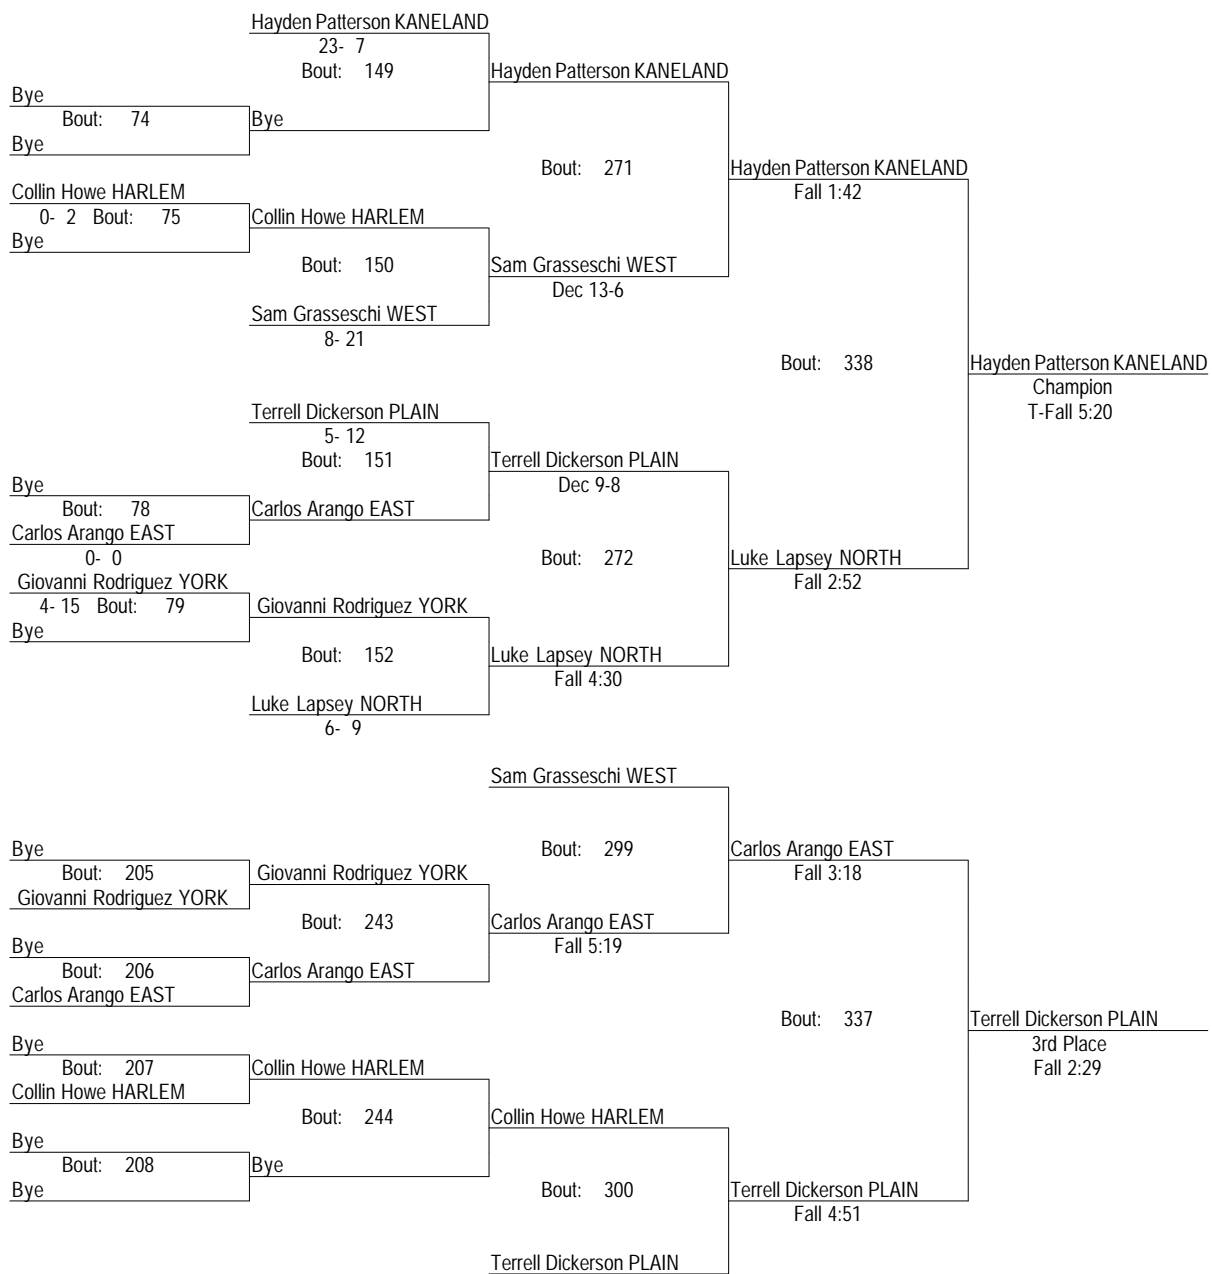 Hayden Patterson KANELAND
23- 7
Bout: 149
Hayden Patterson KANELAND
Bye
Bout: 74
Bye
Bye
Bout: 271
Hayden Patterson KANELAND
Fall 1:42
Collin Howe HARLEM
0- 2 Bout: 75
Collin Howe HARLEM
Bye
Bout: 150
Sam Grasseschi WEST
Dec 13-6
Sam Grasseschi WEST
8- 21
Bout: 338
Hayden Patterson KANELAND
Champion
T-Fall 5:20
Terrell Dickerson PLAIN
5- 12
Bout: 151
Terrell Dickerson PLAIN
Dec 9-8
Bye
Bout: 78
Carlos Arango EAST
Carlos Arango EAST
0- 0
Bout: 272
Luke Lapsey NORTH
Fall 2:52
Giovanni Rodriguez YORK
4- 15 Bout: 79
Giovanni Rodriguez YORK
Bye
Bout: 152
Luke Lapsey NORTH
Fall 4:30
Luke Lapsey NORTH
6- 9
Sam Grasseschi WEST
Bye
Bout: 299
Carlos Arango EAST
Fall 3:18
Bout: 205
Giovanni Rodriguez YORK
Giovanni Rodriguez YORK
Bout: 243
Carlos Arango EAST
Fall 5:19
Bye
Bout: 206
Carlos Arango EAST
Carlos Arango EAST
Bout: 337
Terrell Dickerson PLAIN
3rd Place
Fall 2:29
Bye
Bout: 207
Collin Howe HARLEM
Collin Howe HARLEM
Bout: 244
Collin Howe HARLEM
Bye
Bout: 208
Bye
Bye
Bout: 300
Terrell Dickerson PLAIN
Fall 4:51
Terrell Dickerson PLAIN